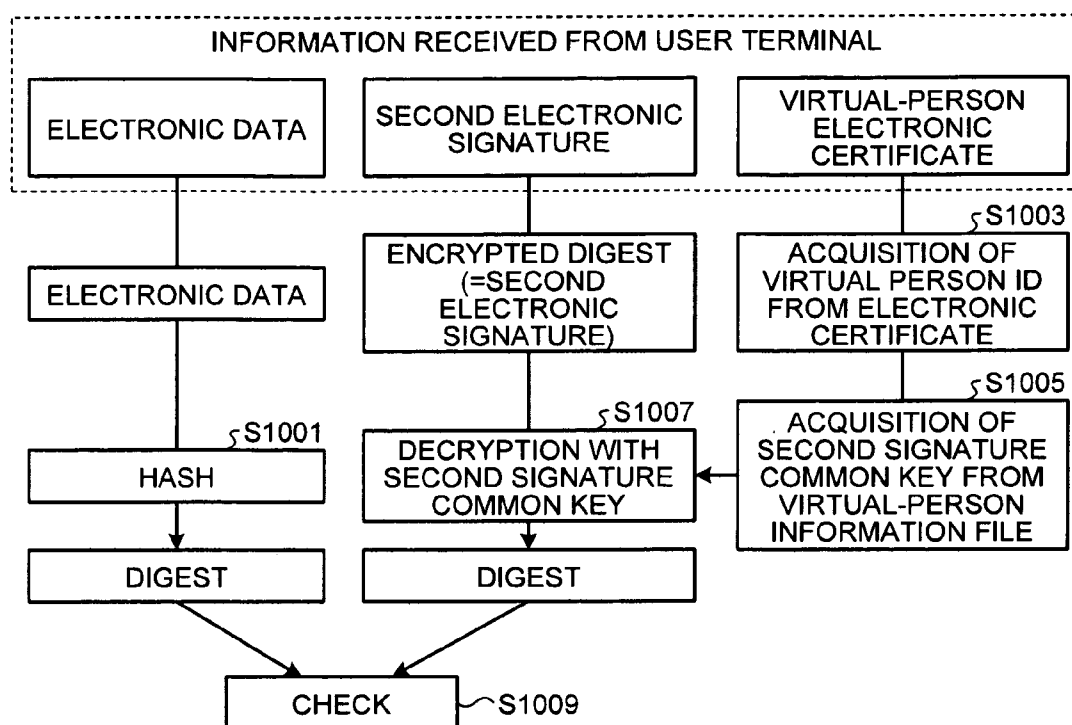 INFORMATION RECEIVED FROM USER TERMINAL
ELECTRONIC DATA
SECOND ELECTRONIC
SIGNATURE
VIRTUAL-PERSON
ELECTRONIC
CERTIFICATE
S1003
ELECTRONIC DATA
ENCRYPTED DIGEST
(=SECOND
ELECTRONIC
SIGNATURE)
ACQUISITION OF
VIRTUAL PERSON ID
FROM ELECTRONIC
CERTIFICATE
S1005
S1007
S1001
HASH
DECRYPTION WITH
SECOND SIGNATURE
COMMON KEY
ACQUISITION OF
SECOND SIGNATURE
COMMON KEY FROM
VIRTUAL-PERSON
INFORMATION FILE
DIGEST
DIGEST
CHECK
S1009